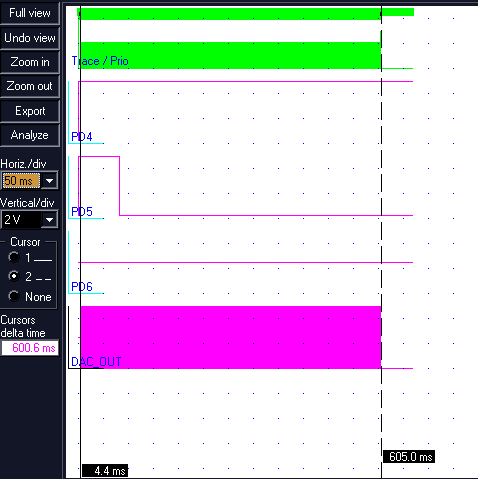 Full view
Undo view
Zoom in
Zoom out
Export
Analyze
Horiz./div
50 ms
Vertical/div
2 V
Cursor
1 __
2 _ _
None
Cursors
delta time
600.6 ms
Trace / Prio
PD4
PD5
PD6
DAC_OUT
605.0 ms
4.4 ms